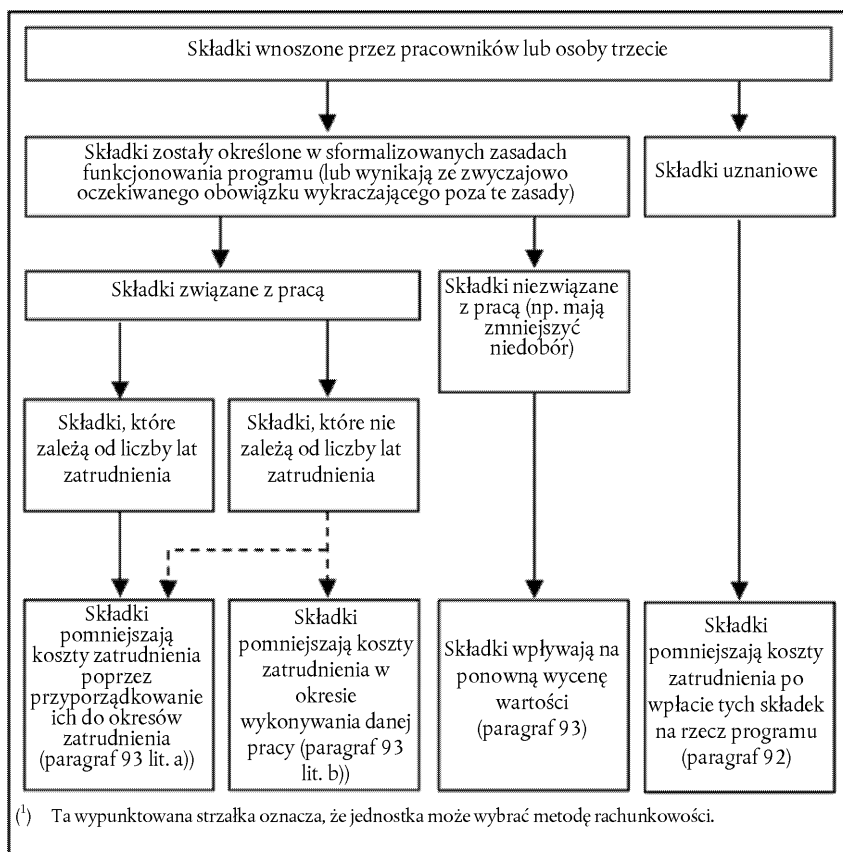 Składki wnoszone przez pracowników lub osoby trzecie
Składki zostały określone w sformalizowanych zasadach
funkcjonowania programu (lub wynikają ze zwyczajowo
oczekiwanego obowiązku wykraczającego poza te zasady)
Składki uznaniowe
Składki związane z pracą
Składki niezwiązane
z pracą (np. mają
zmniejszyć
niedobór)
Składki, które
zależą od liczby lat
zatrudnienia
Składki, które nie
zależą od liczby lat
zatrudnienia
Składki
pomniejszają
koszty zatrudnienia
poprzez
przyporządkowanie
ich do okresów
zatrudnienia
(paragraf 93 lit. a))
Składki
pomniejszają koszty
zatrudnienia w
okresie
wykonywania danej
pracy (paragraf 93
lit. b))
Składki wpływają na
ponowną wycenę
wartości
(paragraf 93)
Składki
pomniejszają koszty
zatrudnienia po
wpłacie tych składek
na rzecz programu
(paragraf 92)
(1) Ta wypunktowana strzałka oznacza, że jednostka może wybrać metodę rachunkowości.